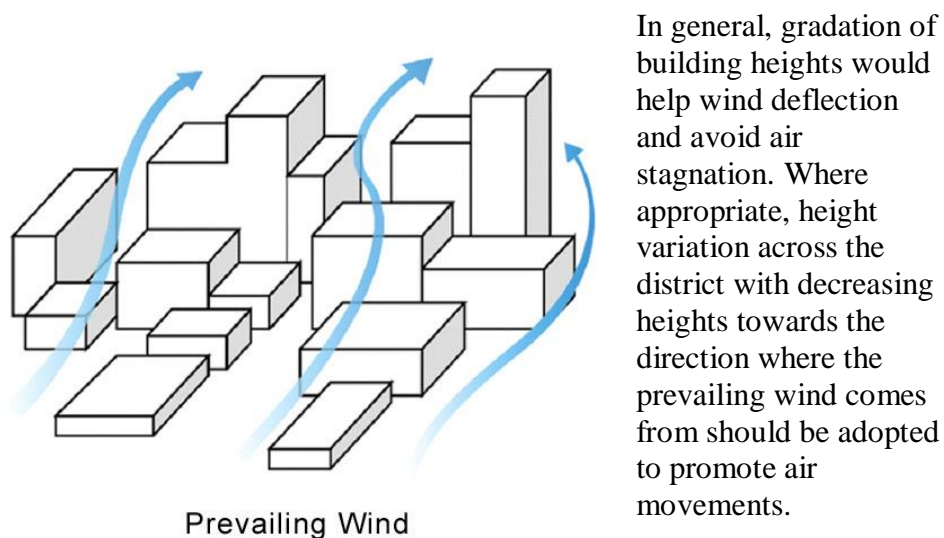 In general, gradation of
building heights would
help wind deflection
and avoid air
stagnation. Where
appropriate, height
variation across the
district with decreasing
heights towards the
direction where the
prevailing wind comes
from should be adopted
to promote air
movements.
Prevailing Wind